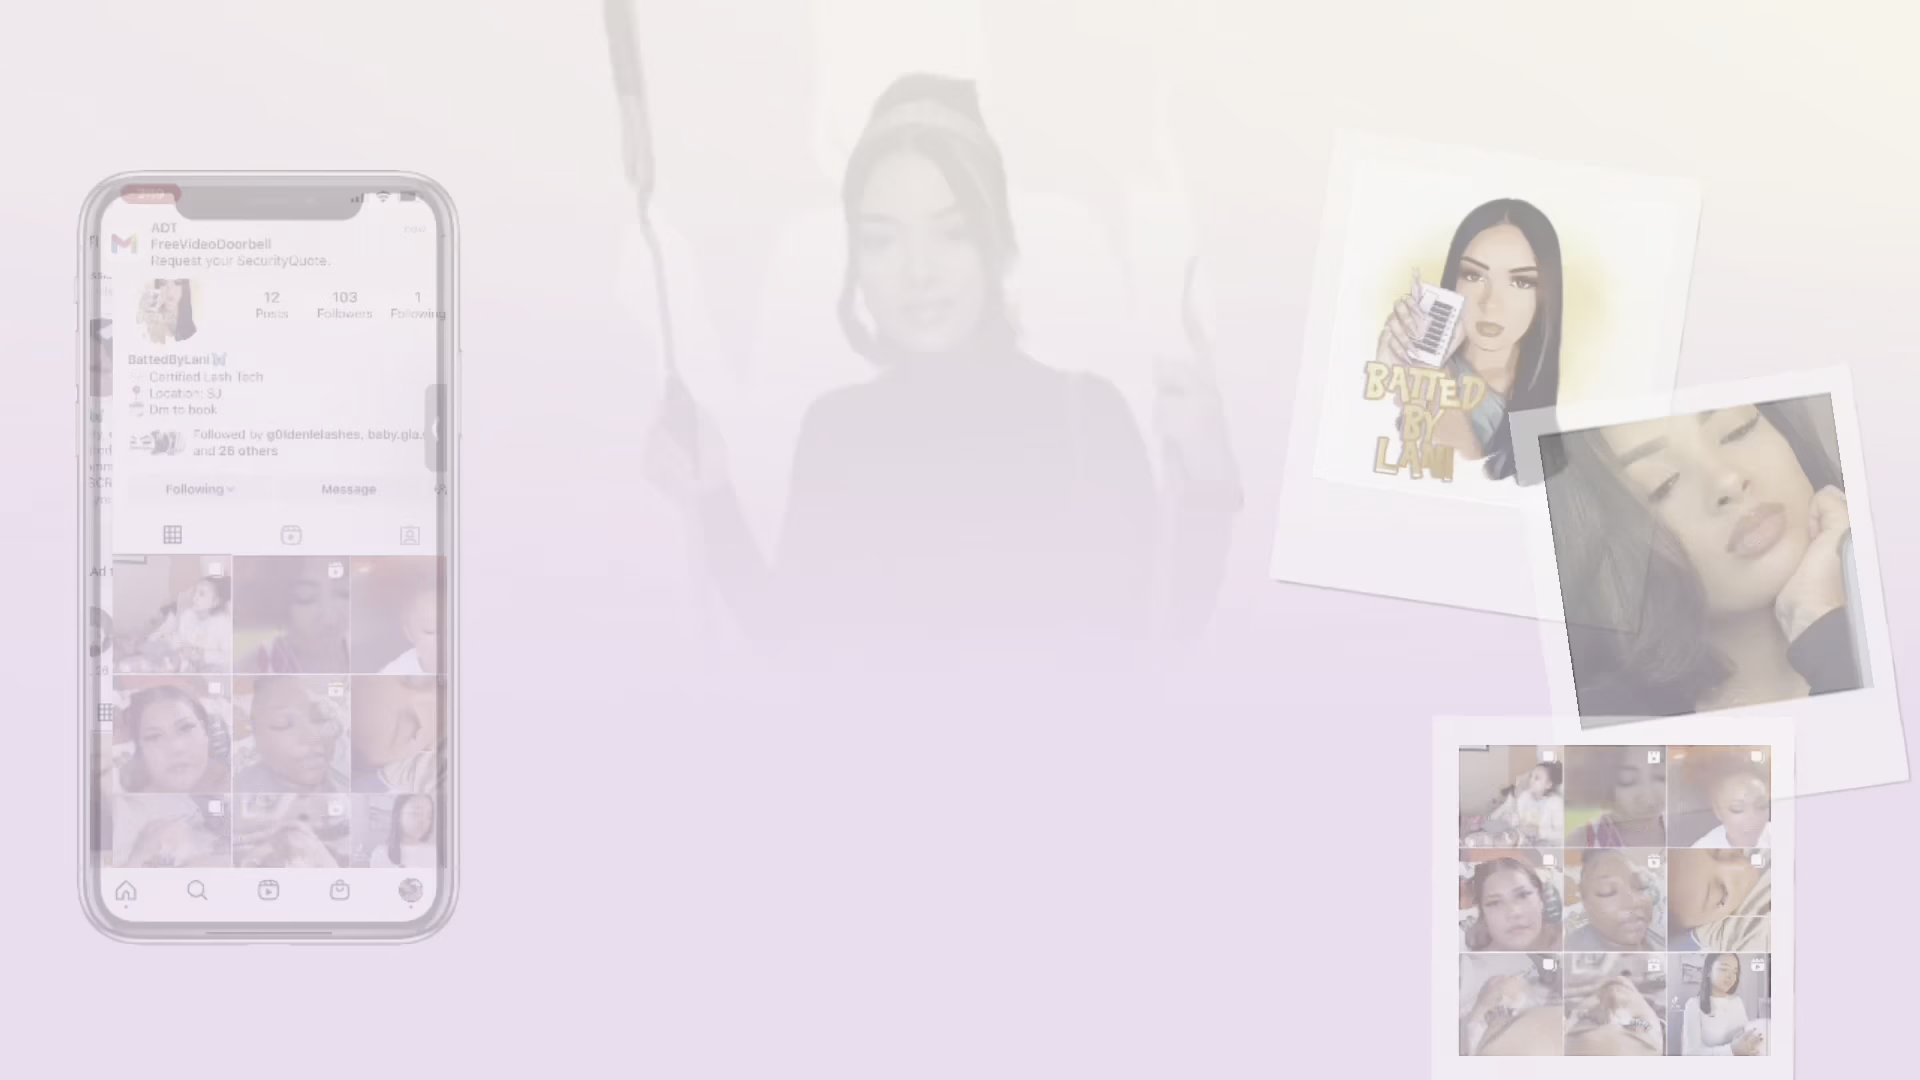 ADT
FreeVideoDoorbell
Request your SecurityQuote.
12
103
1
Posts
Followers
Following
BattedByLani
Certified Lash Tech
Location: SJ
Dm to book
Followed by g0ldenlelashes, baby.gia.
and 26 others
Following
Message
BATTED
BY
LANI